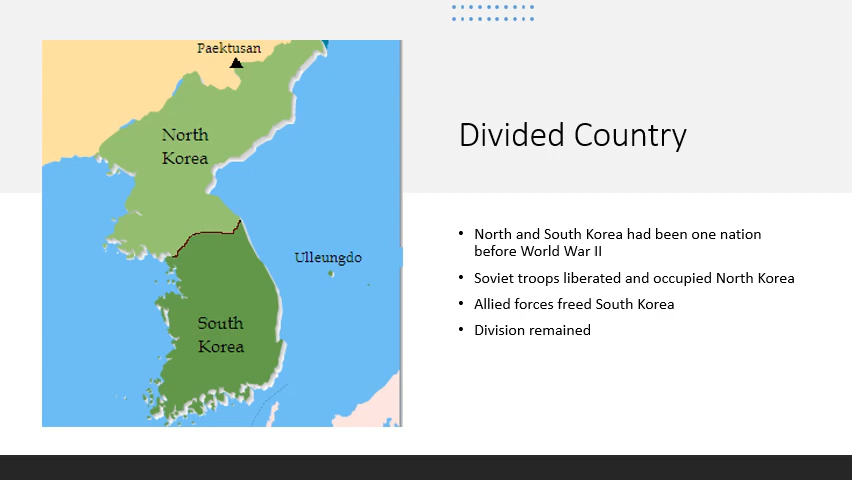 Paektusan
North
Korea
Ulleungdo
South
Korea
Divided Country
• North and South Korea had been one nation
before World War II
• Soviet troops liberated and occupied North Korea
• Allied forces freed South Korea
• Division remained